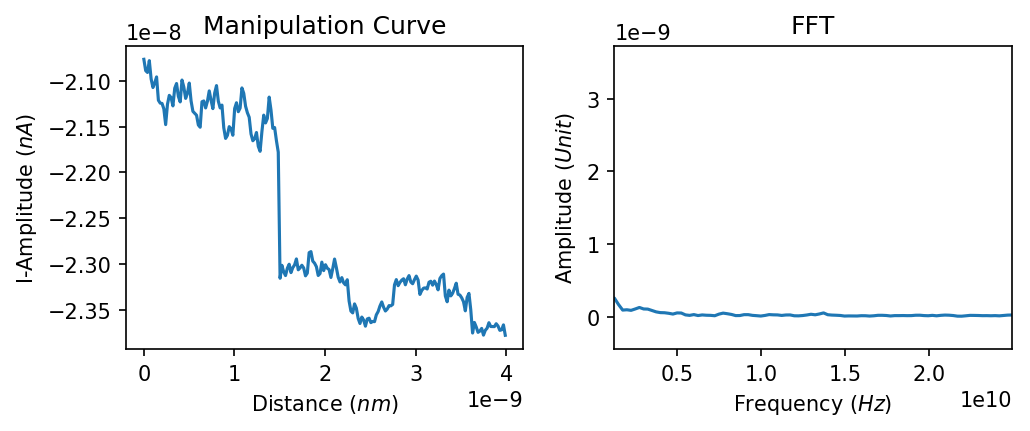 Manipulation Curve
1e−8
−2.10
−2.15
−2.20
−2.25
−2.30
−2.35
I-Amplitude (nA)
0
1
2
3
4
Distance (nm)
1e−9
FFT
1e−9
3
2
1
0
Amplitude (Unit)
0.5
1.0
1.5
2.0
Frequency (Hz)
1e10